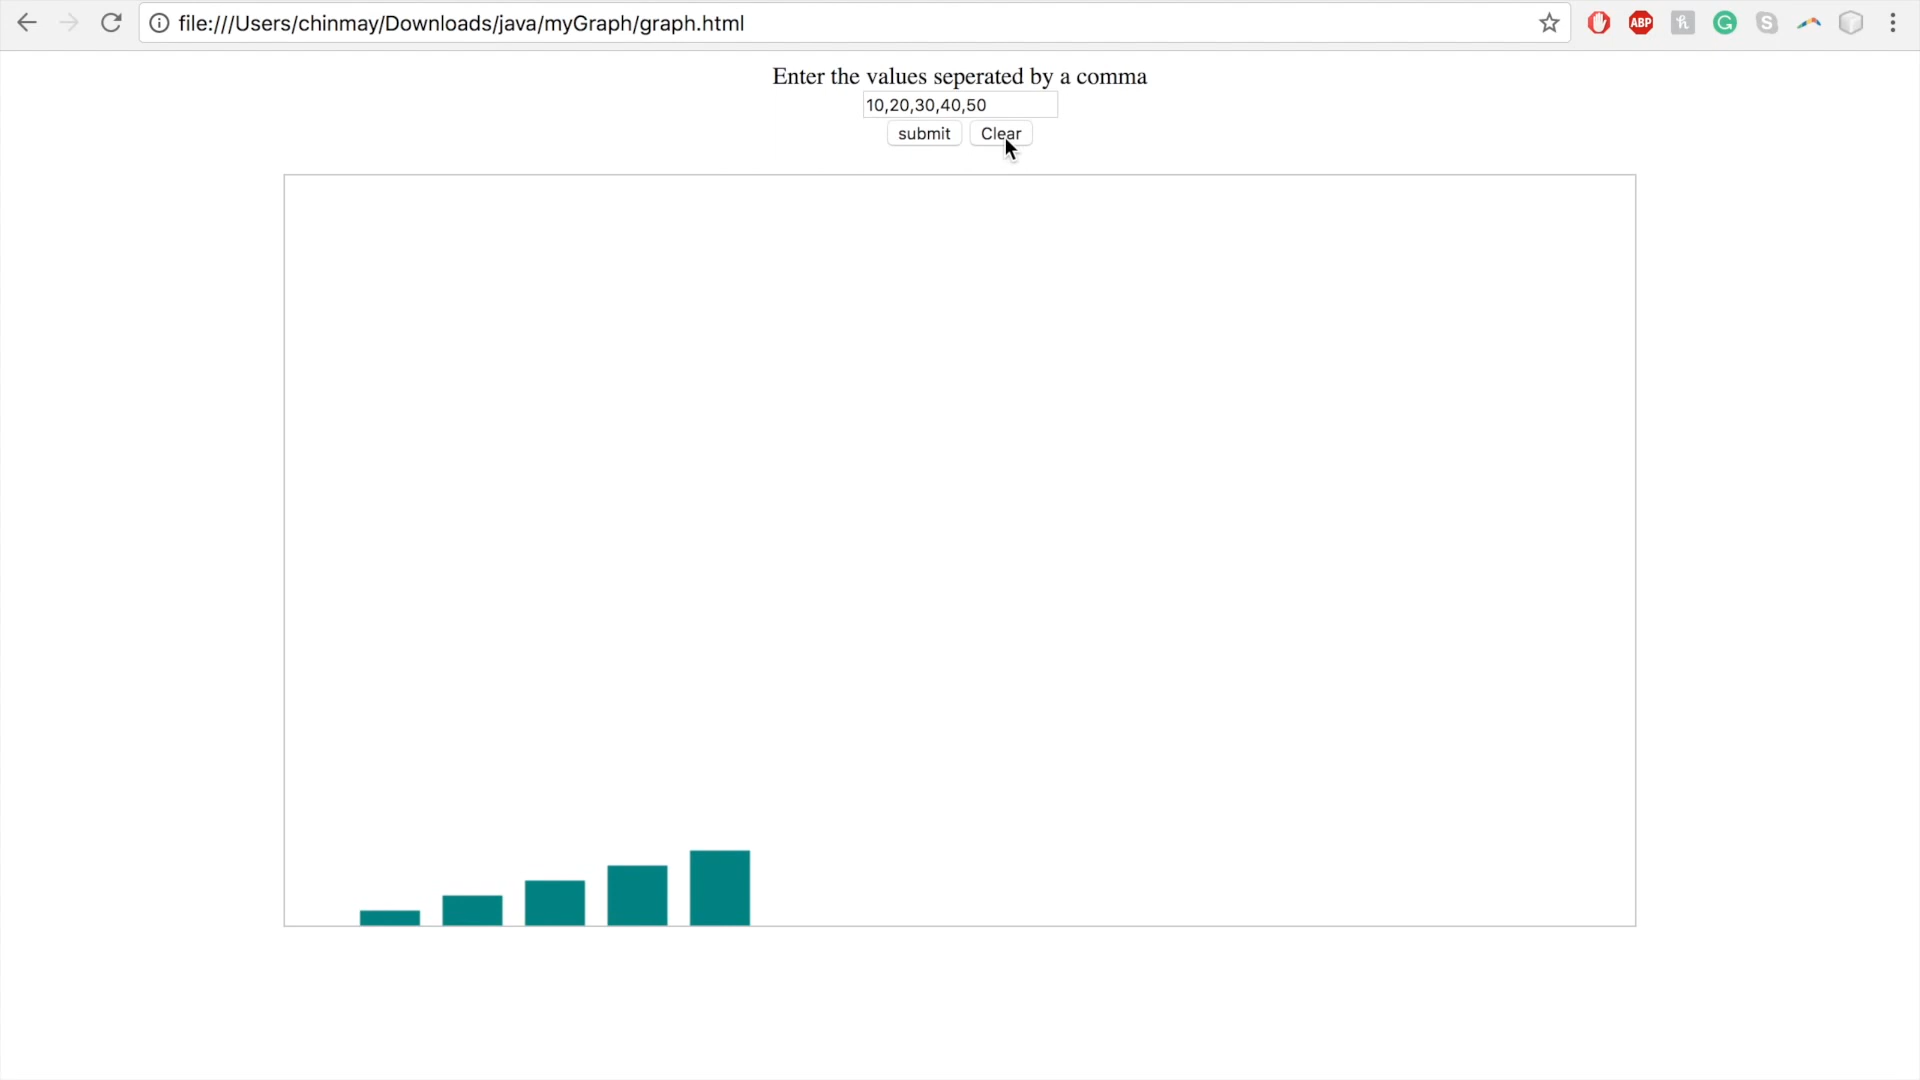 file:///Users/chinmay/Downloads/java/myGraph/graph.html
ABP
Enter the values seperated by a comma
10,20,30,40,50
submit Clear